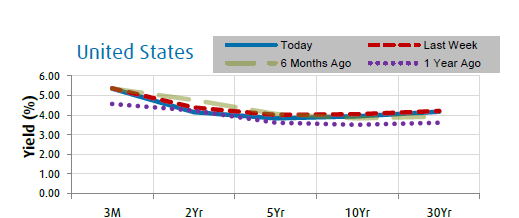 United States
Today
Last Week
6 Months Ago
1 Year Ago
Yield (%)
6.00
5.00
4.00
3.00
2.00
1.00
0.00
3M 2Yr 5Yr 10Yr 30Yr